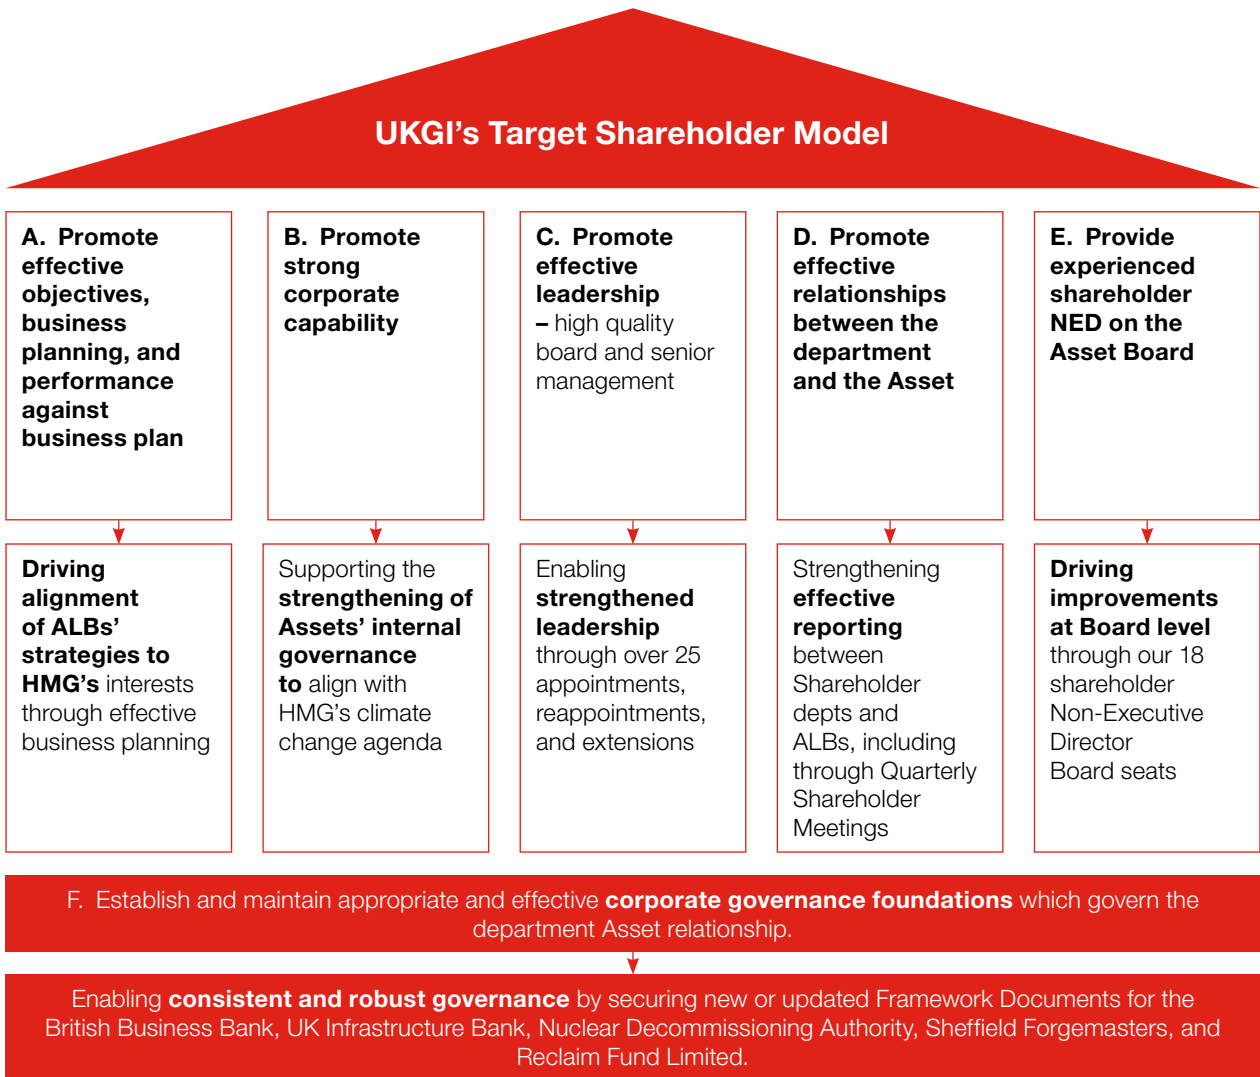 UKGI’s Target Shareholder Model
A. Promote
effective
objectives,
business
planning, and
performance
against
business plan
B. Promote
strong
corporate
capability
C. Promote
effective
leadership
– high quality
board and senior
management
D. Promote
effective
relationships
between the
department
and the Asset
E. Provide
experienced
shareholder
NED on the
Asset Board
Driving
alignment
of ALBs’
strategies to
HMG’s interests
through effective
business planning
Supporting the
strengthening of
Assets’ internal
governance
to align with
HMG’s climate
change agenda
Enabling
strengthened
leadership
through over 25
appointments,
reappointments,
and extensions
Strengthening
effective
reporting
between
Shareholder
depts and
ALBs, including
through Quarterly
Shareholder
Meetings
Driving
improvements
at Board level
through our 18
shareholder
Non-Executive
Director
Board seats
F. Establish and maintain appropriate and effective corporate governance foundations which govern the
department Asset relationship.
Enabling consistent and robust governance by securing new or updated Framework Documents for the
British Business Bank, UK Infrastructure Bank, Nuclear Decommissioning Authority, Sheffield Forgemasters, and
Reclaim Fund Limited.